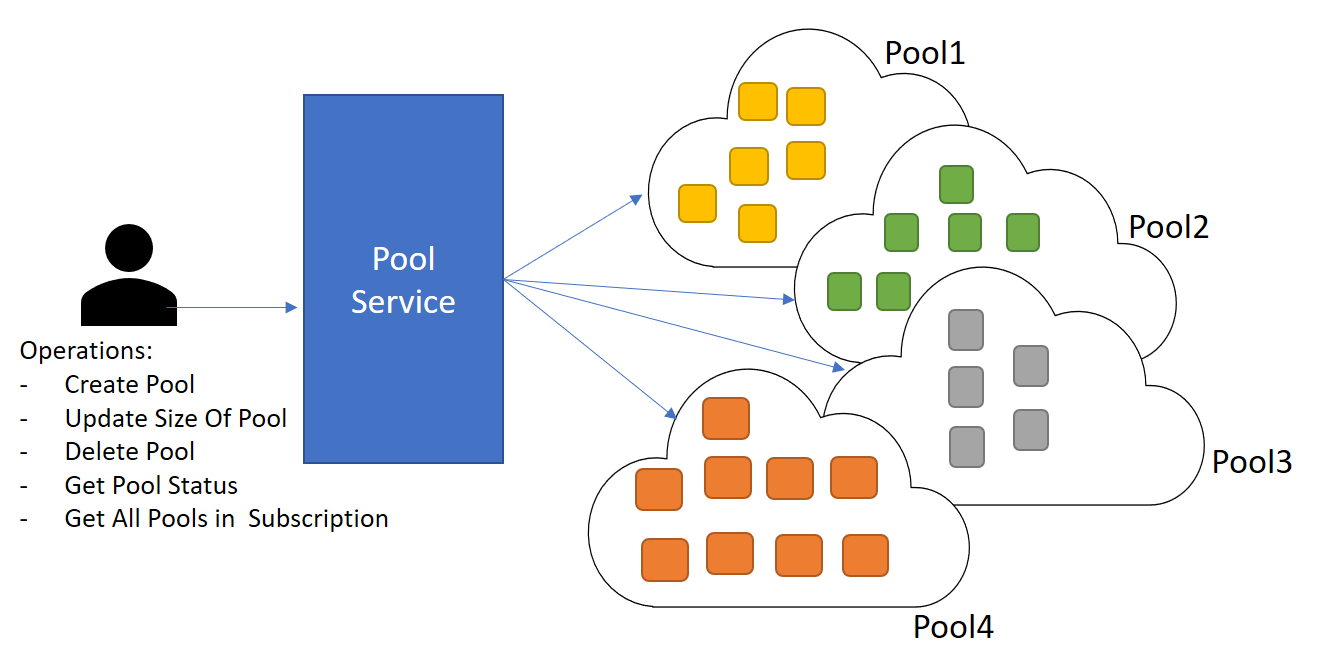 Pool1
Pool2
Pool
Service
Operations:
- Create Pool
- Update Size Of Pool
- Delete Pool
- Get Pool Status
- Get All Pools in Subscription
Pool3
Pool4